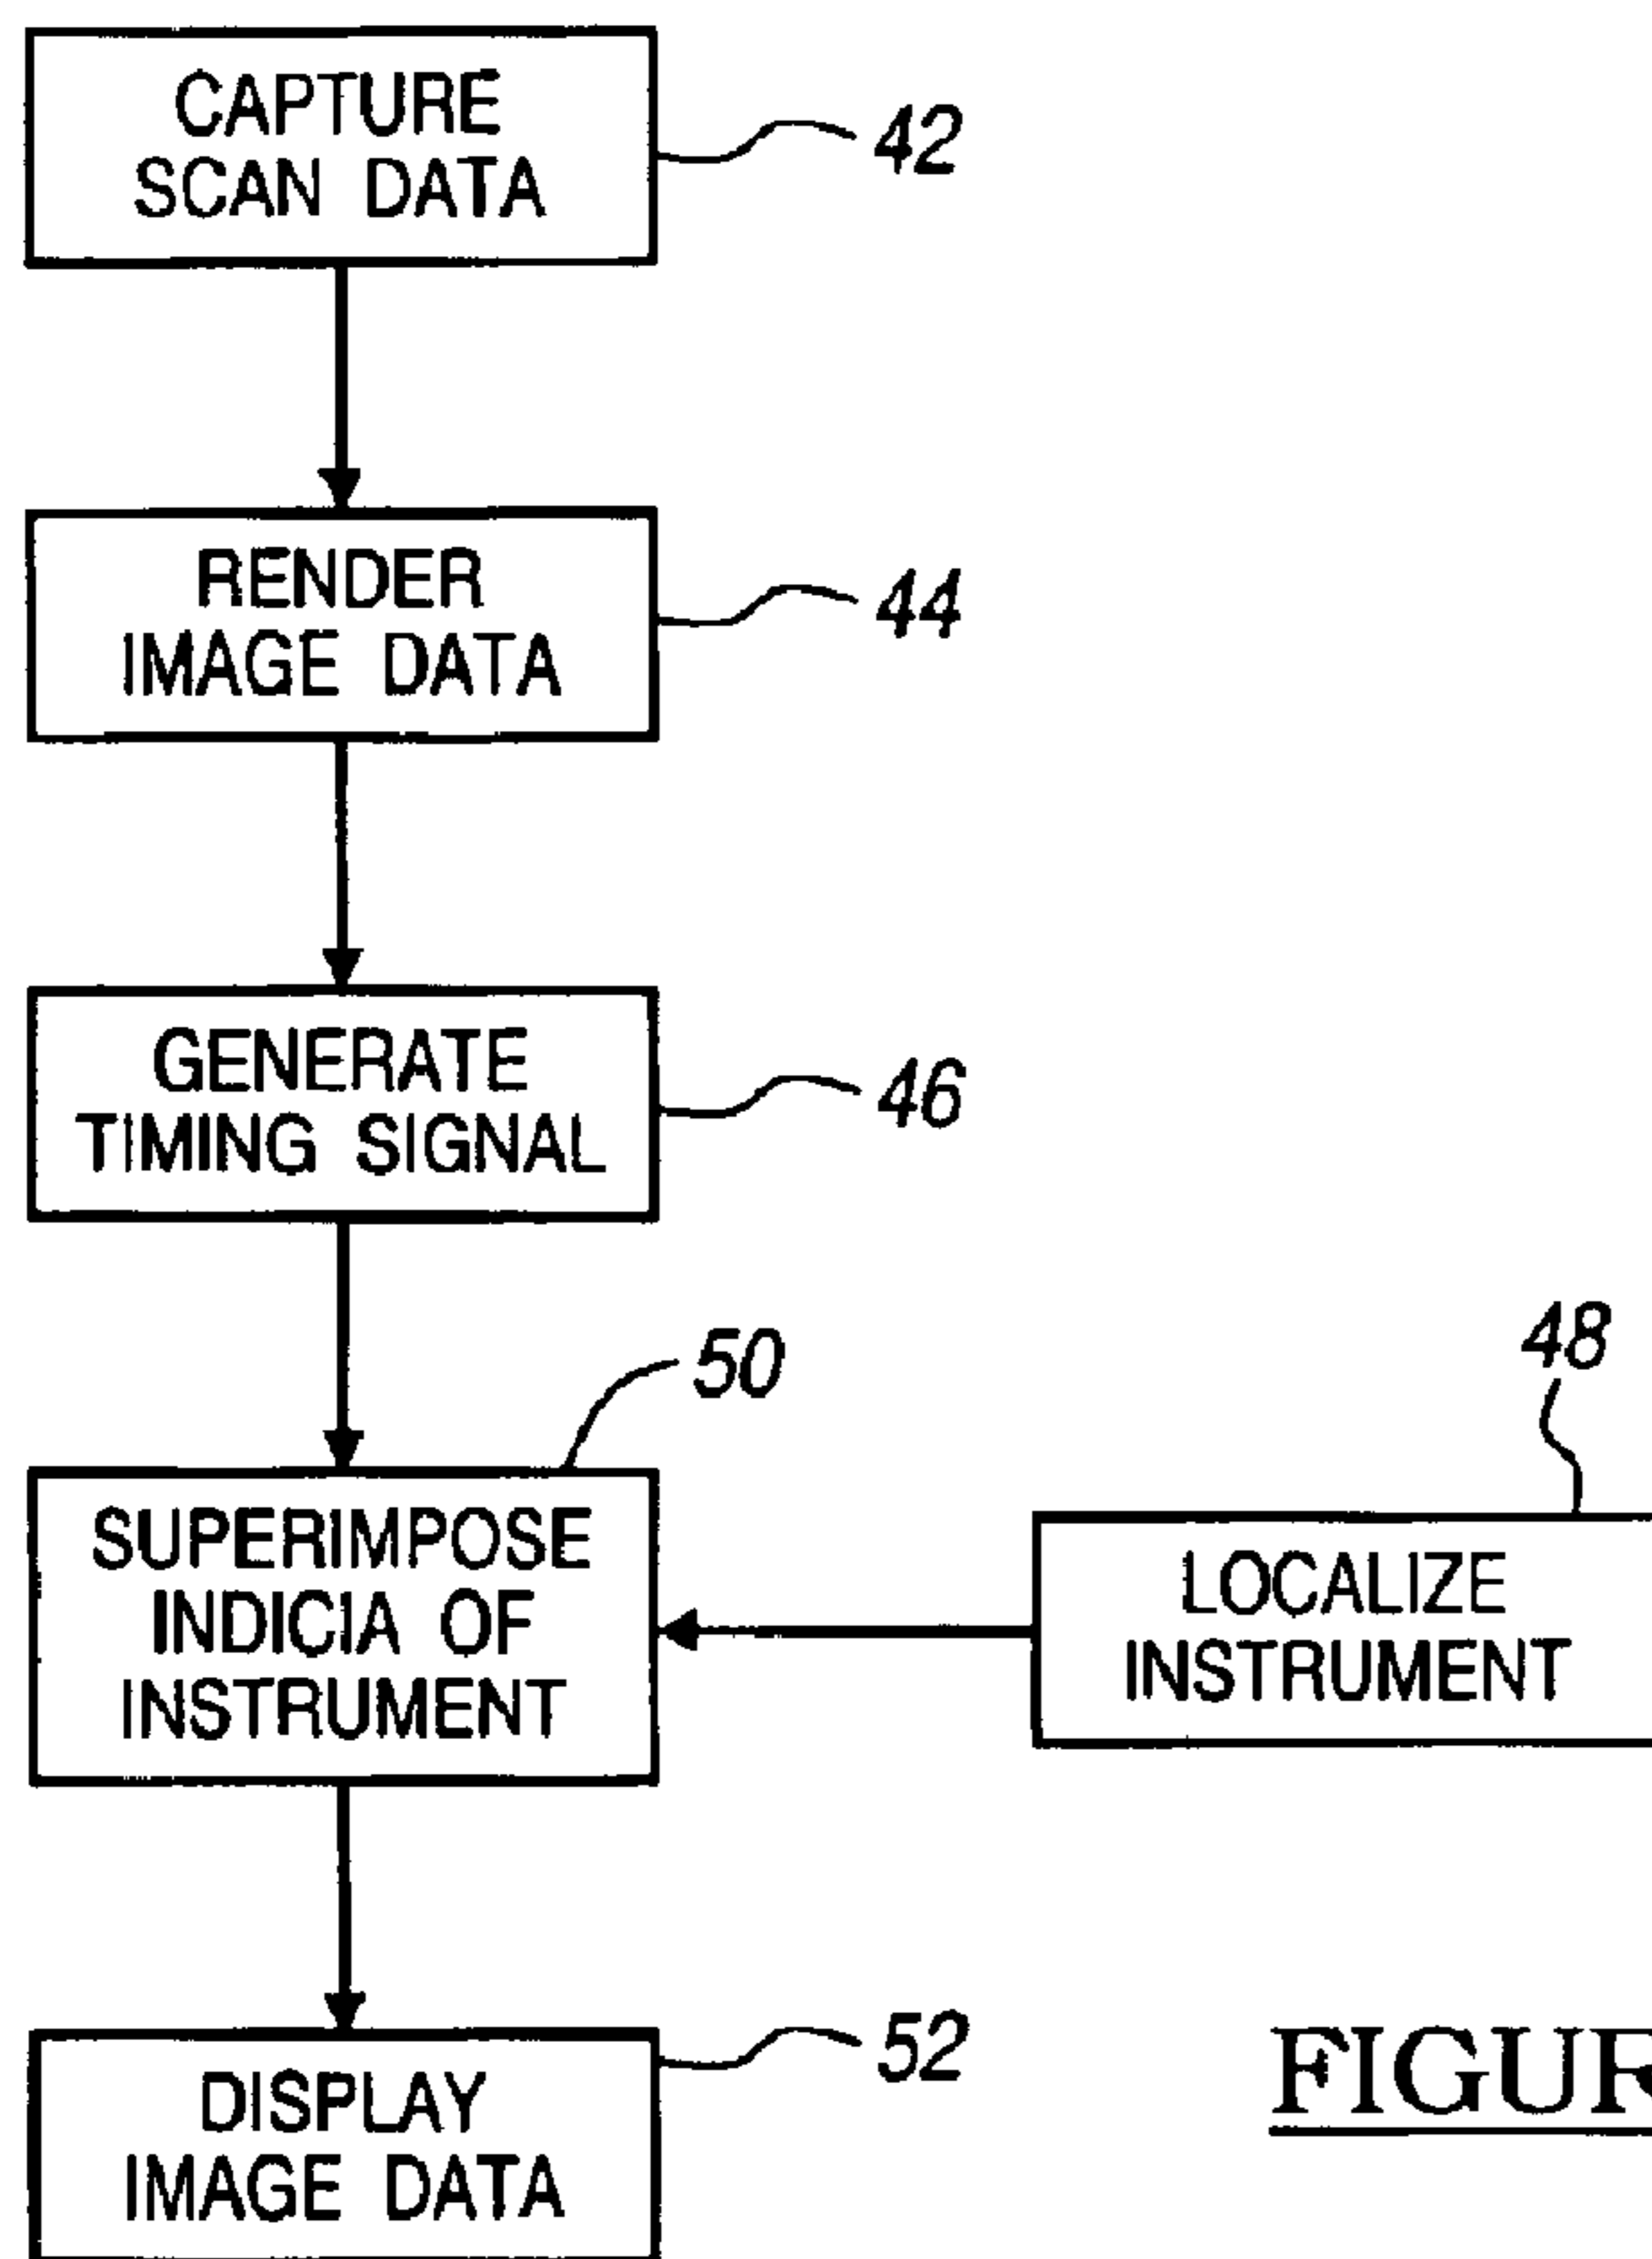 CAPTURE
SCAN DATA
42
RENDER
IMAGE DATA
44
GENERATE
TIMING SIGNAL
46
50
48
SUPERIMPOSE
INDICIA OF
INSTRUMENT
LOCALIZE
INSTRUMENT
52
DISPLAY
IMAGE DATA